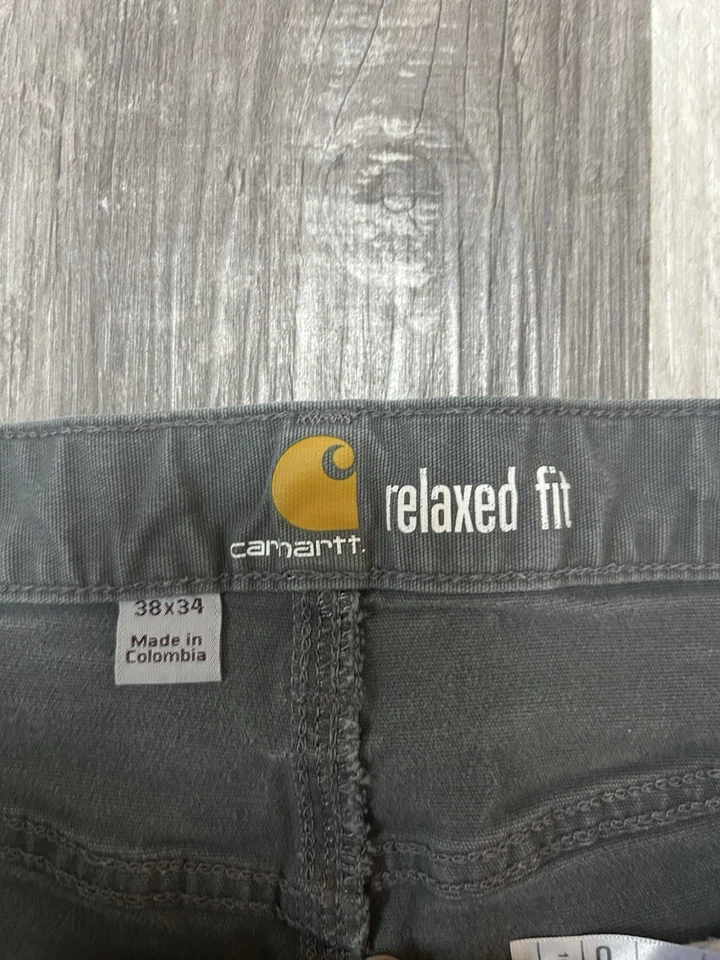 relaxed fit
carhartt.
38x34
Made in
Colombia